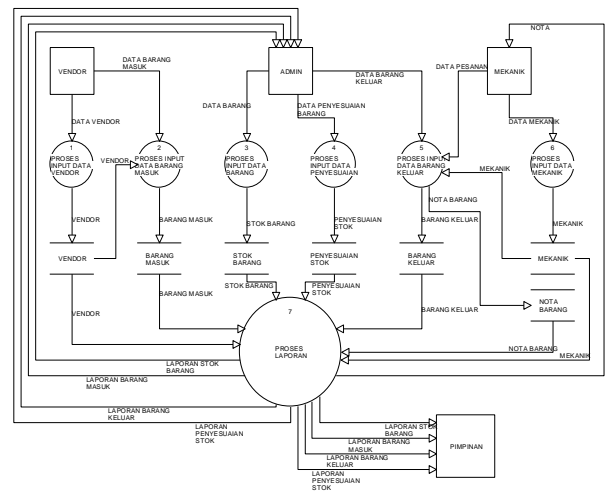 NOTA
VENDOR
DATA BARANG
MASUK
ADMIN
DATA BARANG
KELUAR
DATA PESANAN
MEKANIK
DATA BARANG
DATA PENYESUAIAN
BARANG
DATA VENDOR
DATA MEKANIK
1
PROSES
INPUT DATA
VENDOR
VENDOR
2
PROSES INPUT
DATA BARANG
MASUK
3
PROSES
INPUT DATA
BARANG
4
PROSES
INPUT DATA
PENYESUAIAN
5
PROSES INPUT
DATA BARANG
KELUAR
MEKANIK
6
PROSES
INPUT DATA
MEKANIK
NOTA BARANG
VENDOR
BARANG MASUK
STOK BARANG
PENYESUAIAN
STOK
BARANG KELUAR
MEKANIK
VENDOR
BARANG
MASUK
STOK
BARANG
PENYESUAIAN
STOK
BARANG
KELUAR
MEKANIK
STOK BARANG
PENYESUAIAN
STOK
BARANG MASUK
BARANG KELUAR
NOTA
BARANG
VENDOR
7
PROSES
LAPORAN
NOTA BARANG
MEKANIK
LAPORAN STOK
BARANG
LAPORAN BARANG
MASUK
LAPORAN BARANG
KELUAR
LAPORAN
PENYESUAIAN
STOK
LAPORAN STOK
BARANG
LAPORAN BARANG
MASUK
LAPORAN BARANG
KELUAR
LAPORAN
PENYESUAIAN
STOK
PIMPINAN